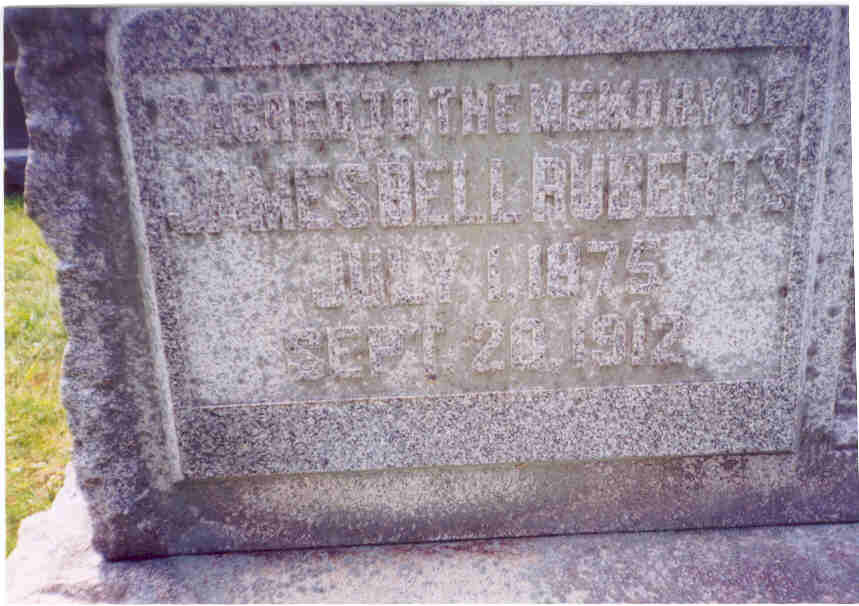 SACRED TO THE MEMORY OF
JAMES BELL ROBERTS
JULY 1, 1875
SEPT. 20, 1912